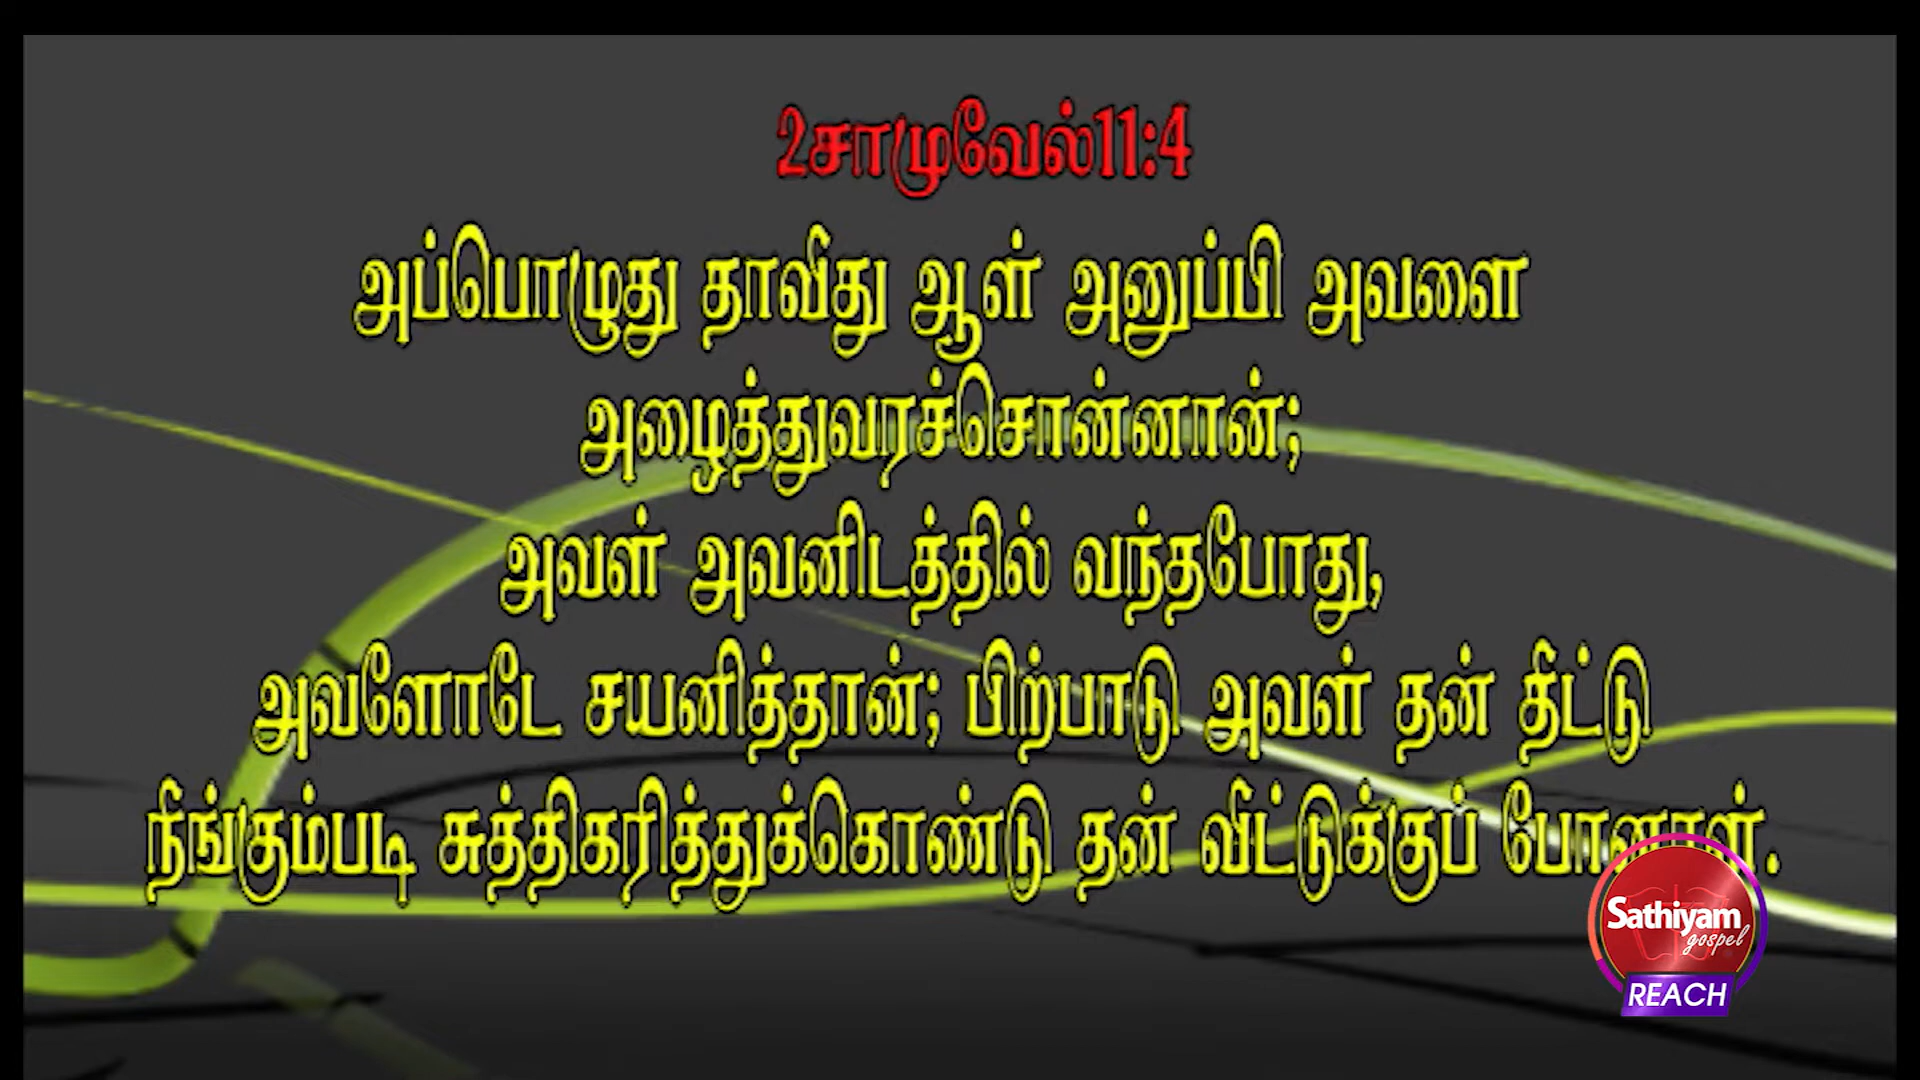 2சாமுவேல்11:4
அப்பொழுது தாவீது ஆள் அனுப்பி அவளை
அழைத்துவரச்சொன்னான்;
அவள் அவனிடத்தில் வந்தபோது,
அவளோடே சயனித்தான்; பிற்பாடு அவள் தன் தீட்டு
நீங்கும்படி சுத்திகரித்துக்கொண்டு தன் வீட்டுக்குப் போனாள்.
Sathiyam
gospel
REACH